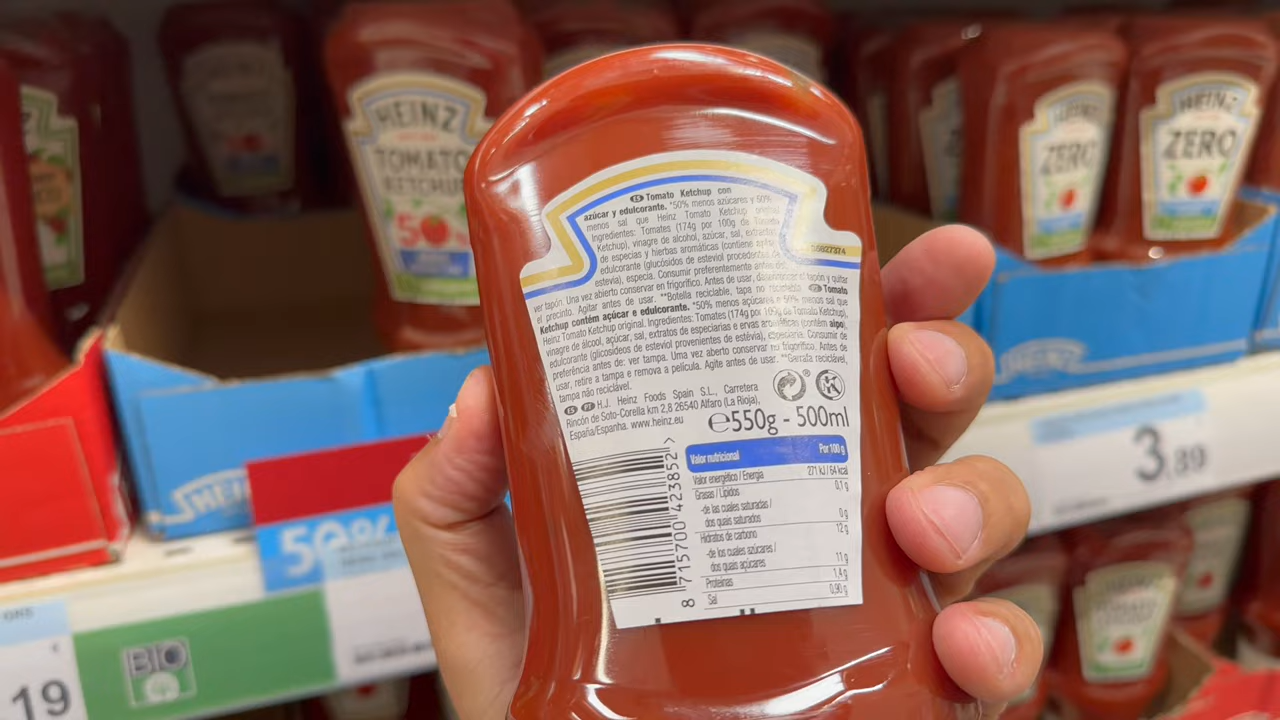 HEINZ
TOMATO
KETCHUP
HEINZ
ZERO
HEINZ
ZERO
ES Tomato Ketchup con
azúcar y edulcorante. *50% menos azúcares y 50%
menos sal que Heinz Tomato Ketchup original
Ingredientes: Tomates (174g por 100g de Tomato
Ketchup), vinagre de alcohol, azúcar, sal, extractos
de especias y hierbas aromáticas (contiene apio),
edulcorante (glucósidos de esteviol procedentes de
estevia), especia. Consumir preferentemente antes de:
ver tapón. Una vez abierto conservar en frigorífico. Antes de usar, desenroscar el tapón y quitar
el precinto. Agitar antes de usar. **Botella reciclable, tapa no reciclable. PT Tomato
Ketchup contém açúcar e edulcorante. *50% menos açúcares e 50% menos sal que
Heinz Tomato Ketchup original. Ingredientes: Tomates (174g por 100g de Tomato Ketchup),
vinagre de álcool, açúcar, sal, extratos de especiarias e ervas aromáticas (contém aipo),
edulcorante (glicosídeos de esteviol provenientes de estévia), especiaria. Consumir de
preferência antes de: ver tampa. Uma vez aberto conservar no frigorífico. Antes de
usar, retire a tampa e remova a película. Agite antes de usar. **Garrafa reciclável,
tampa não reciclável.
ES PT H.J. Heinz Foods Spain S.L., Carretera
Rincón de Soto-Corella km 2,8 26540 Alfaro (La Rioja),
España/Espanha. www.heinz.eu
℮550g - 500ml
Valor nutricional Por 100 g
Valor energético / Energia 271 kJ / 64 kcal
Grasas / Lípidos 0,1 g
-de las cuales saturadas /
dos quais saturados 0 g
Hidratos de carbono 12 g
-de los cuales azúcares /
dos quais açúcares 11 g
Proteínas 1,4 g
Sal 0,90 g
8 715700 423852 >
3,89
50%
BIO
19
HEINZ